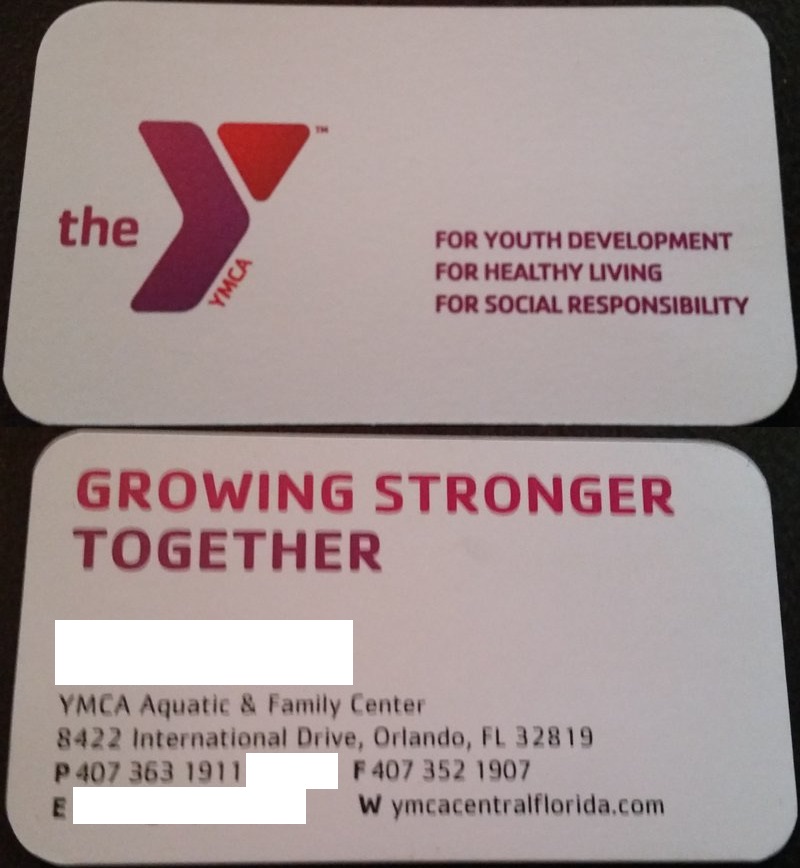 the
YMCA
™
FOR YOUTH DEVELOPMENT
FOR HEALTHY LIVING
FOR SOCIAL RESPONSIBILITY
GROWING STRONGER
TOGETHER
YMCA Aquatic & Family Center
8422 International Drive, Orlando, FL 32819
P 407 363 1911 F 407 352 1907
E W ymcacentralflorida.com